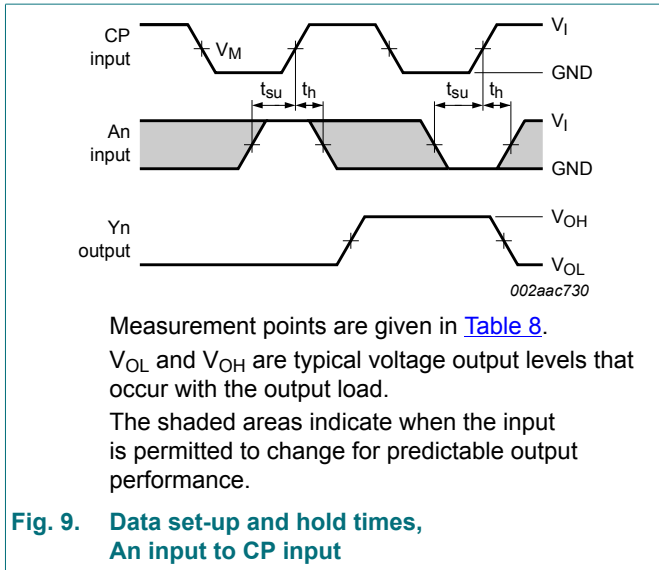 CP
input
V_M
V_I
GND
t_su
t_h
t_su
t_h
An
input
V_I
GND
Yn
output
V_OH
V_OL
002aac730
Measurement points are given in Table 8.
V_OL and V_OH are typical voltage output levels that
occur with the output load.
The shaded areas indicate when the input
is permitted to change for predictable output
performance.
Fig. 9. Data set-up and hold times,
An input to CP input